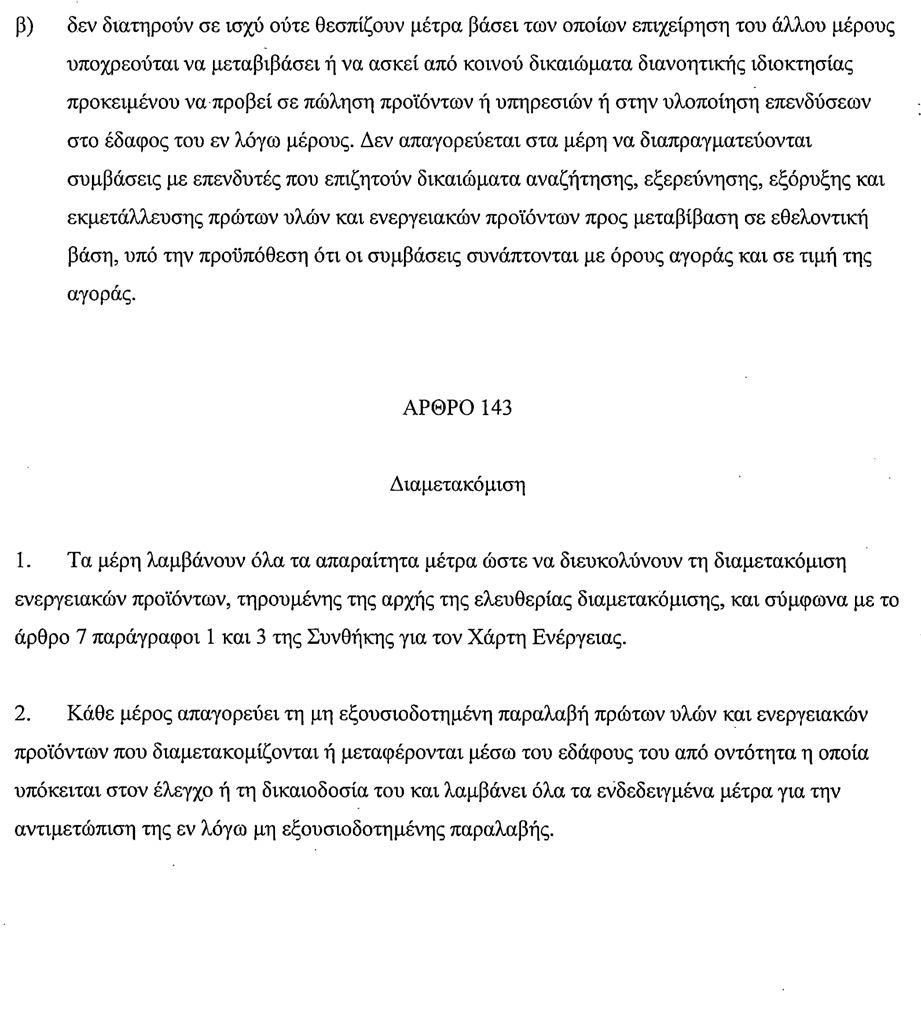 β) δεν διατηρούν σε ισχύ ούτε θεσπίζουν μέτρα βάσει των οποίων επιχείρηση του άλλου μέρους
υποχρεούται να μεταβιβάσει ή να ασκεί από κοινού δικαιώματα διανοητικής ιδιοκτησίας
προκειμένου να προβεί σε πώληση προϊόντων ή υπηρεσιών ή στην υλοποίηση επενδύσεων
στο έδαφος του εν λόγω μέρους. Δεν απαγορεύεται στα μέρη να διαπραγματεύονται
συμβάσεις με επενδυτές που επιζητούν δικαιώματα αναζήτησης, εξερεύνησης, εξόρυξης και
εκμετάλλευσης πρώτων υλών και ενεργειακών προϊόντων προς μεταβίβαση σε εθελοντική
βάση, υπό την προϋπόθεση ότι οι συμβάσεις συνάπτονται με όρους αγοράς και σε τιμή της
αγοράς.
ΑΡΘΡΟ 143
Διαμετακόμιση
1. Τα μέρη λαμβάνουν όλα τα απαραίτητα μέτρα ώστε να διευκολύνουν τη διαμετακόμιση
ενεργειακών προϊόντων, τηρουμένης της αρχής της ελευθερίας διαμετακόμισης, και σύμφωνα με το
άρθρο 7 παράγραφοι 1 και 3 της Συνθήκης για τον Χάρτη Ενέργειας.
2. Κάθε μέρος απαγορεύει τη μη εξουσιοδοτημένη παραλαβή πρώτων υλών και ενεργειακών
προϊόντων που διαμετακομίζονται ή μεταφέρονται μέσω του εδάφους του από οντότητα η οποία
υπόκειται στον έλεγχο ή τη δικαιοδοσία του και λαμβάνει όλα τα ενδεδειγμένα μέτρα για την
αντιμετώπιση της εν λόγω μη εξουσιοδοτημένης παραλαβής.